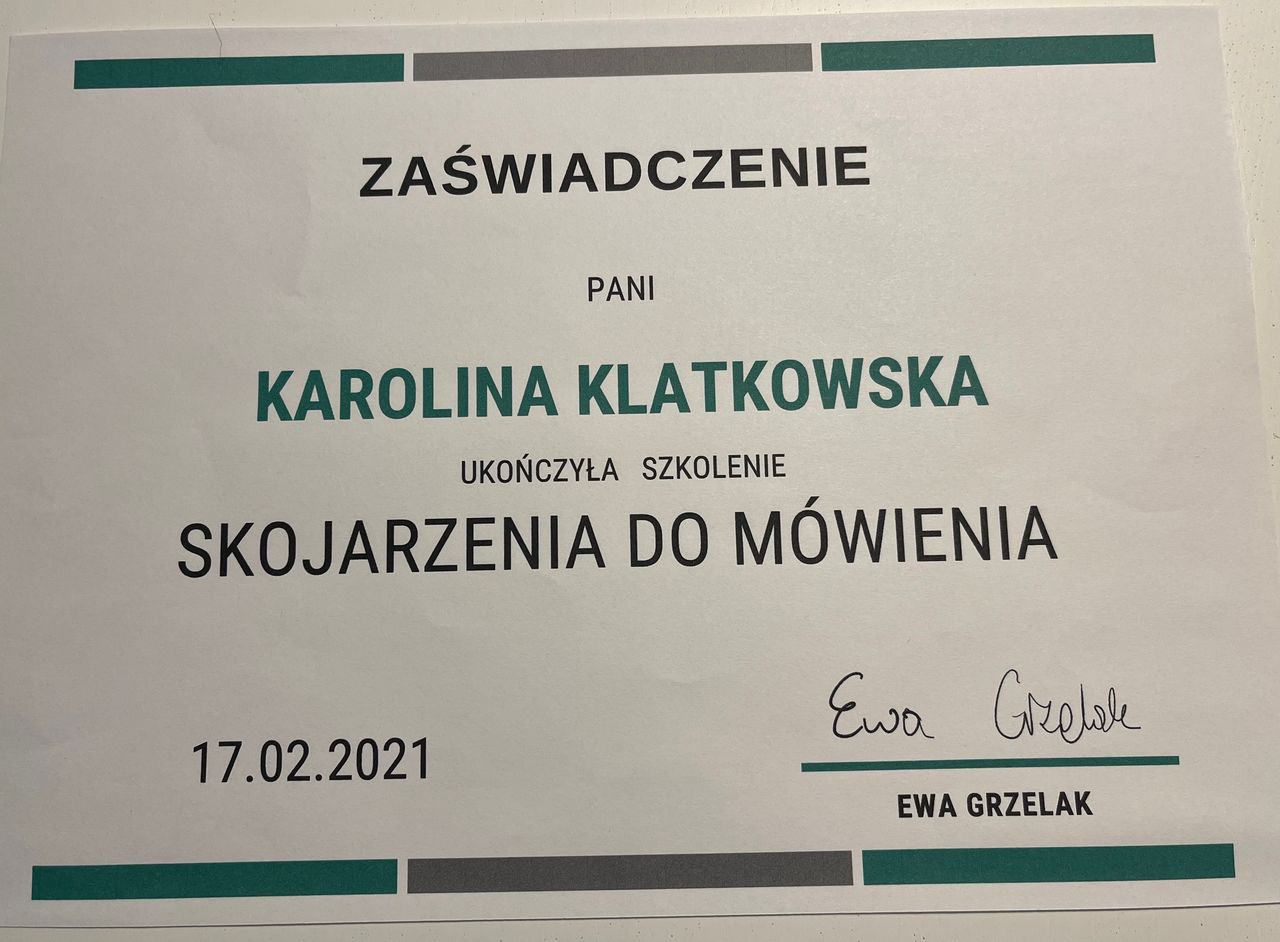 ZAŚWIADCZENIE
PANI
KAROLINA KLATKOWSKA
UKOŃCZYŁA SZKOLENIE
SKOJARZENIA DO MÓWIENIA
17.02.2021
Ewa Grzelak
EWA GRZELAK